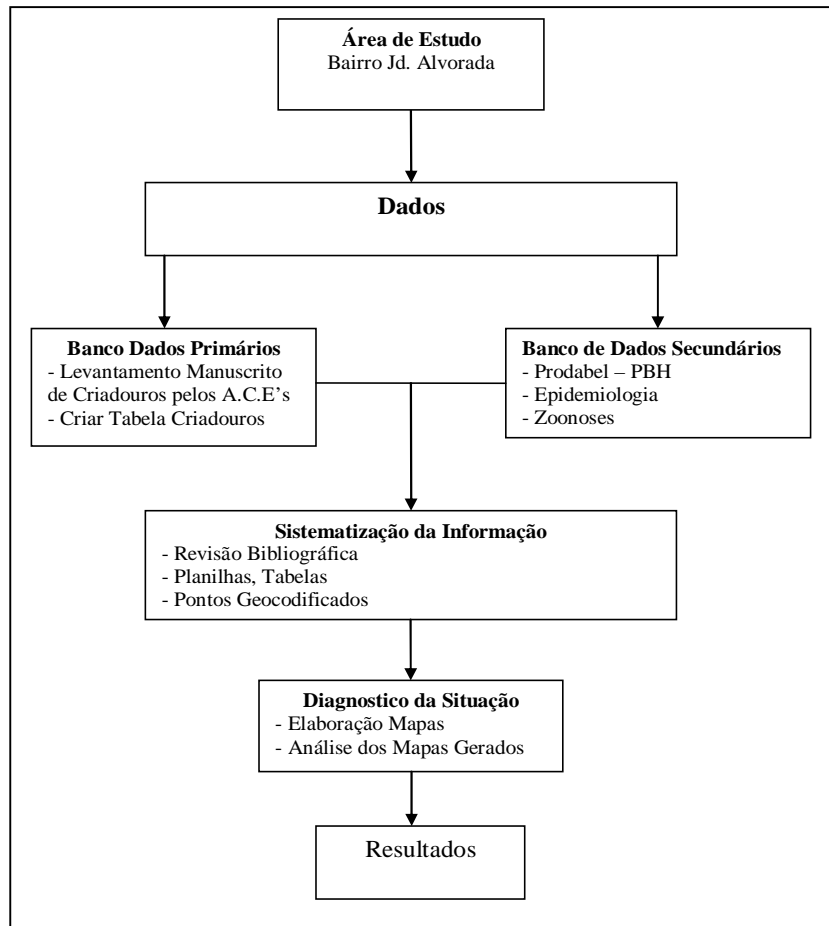 Área de Estudo
Bairro Jd. Alvorada
Dados
Banco Dados Primários
- Levantamento Manuscrito
de Criadouros pelos A.C.E's
- Criar Tabela Criadouros
Banco de Dados Secundários
- Prodabel – PBH
- Epidemiologia
- Zoonoses
Sistematização da Informação
- Revisão Bibliográfica
- Planilhas, Tabelas
- Pontos Geocodificados
Diagnostico da Situação
- Elaboração Mapas
- Análise dos Mapas Gerados
Resultados